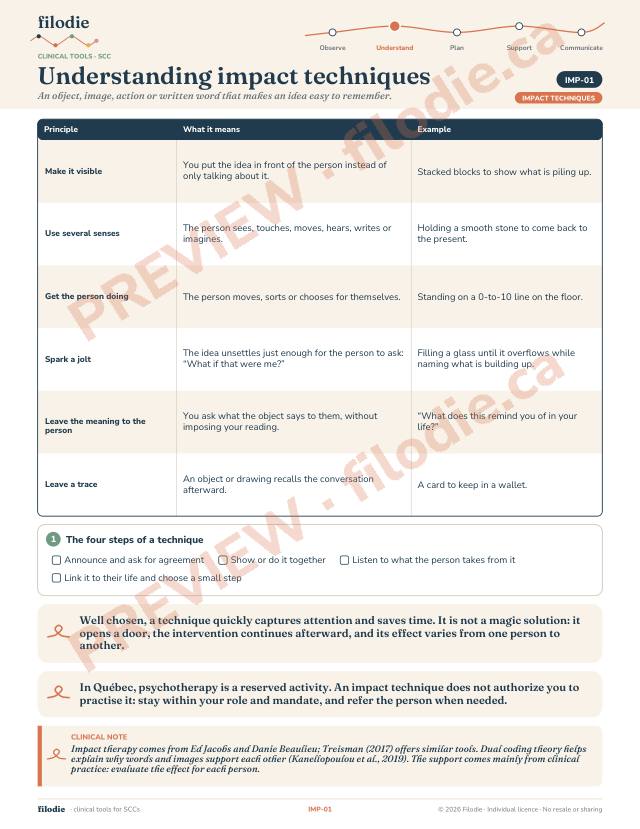 filodie
CLINICAL TOOLS · SCC
Observe
Understand
Plan
Support
Communicate
Understanding impact techniques
An object, image, action or written word that makes an idea easy to remember.
IMP-01
IMPACT TECHNIQUES
Principle What it means Example
Make it visible
You put the idea in front of the person instead of
only talking about it.
Stacked blocks to show what is piling up.
Use several senses
The person sees, touches, moves, hears, writes or
imagines.
Holding a smooth stone to come back to
the present.
Get the person doing
The person moves, sorts or chooses for themselves.
Standing on a 0-to-10 line on the floor.
Spark a jolt
The idea unsettles just enough for the person to ask:
“What if that were me?”
Filling a glass until it overflows while
naming what is building up.
Leave the meaning to the
person
You ask what the object says to them, without
imposing your reading.
“What does this remind you of in your
life?”
Leave a trace
An object or drawing recalls the conversation
afterward.
A card to keep in a wallet.
1 The four steps of a technique
Announce and ask for agreement Show or do it together Listen to what the person takes from it
Link it to their life and choose a small step
Well chosen, a technique quickly captures attention and saves time. It is not a magic solution: it
opens a door, the intervention continues afterward, and its effect varies from one person to
another.
In Québec, psychotherapy is a reserved activity. An impact technique does not authorize you to
practise it: stay within your role and mandate, and refer the person when needed.
CLINICAL NOTE
Impact therapy comes from Ed Jacobs and Danie Beaulieu; Treisman (2017) offers similar tools. Dual coding theory helps
explain why words and images support each other (Kanellopoulou et al., 2019). The support comes mainly from clinical
practice: evaluate the effect for each person.
filodie · clinical tools for SCCs
IMP-01
© 2026 Filodie · Individual licence · No resale or sharing
PREVIEW · filodie.ca
PREVIEW · filodie.ca